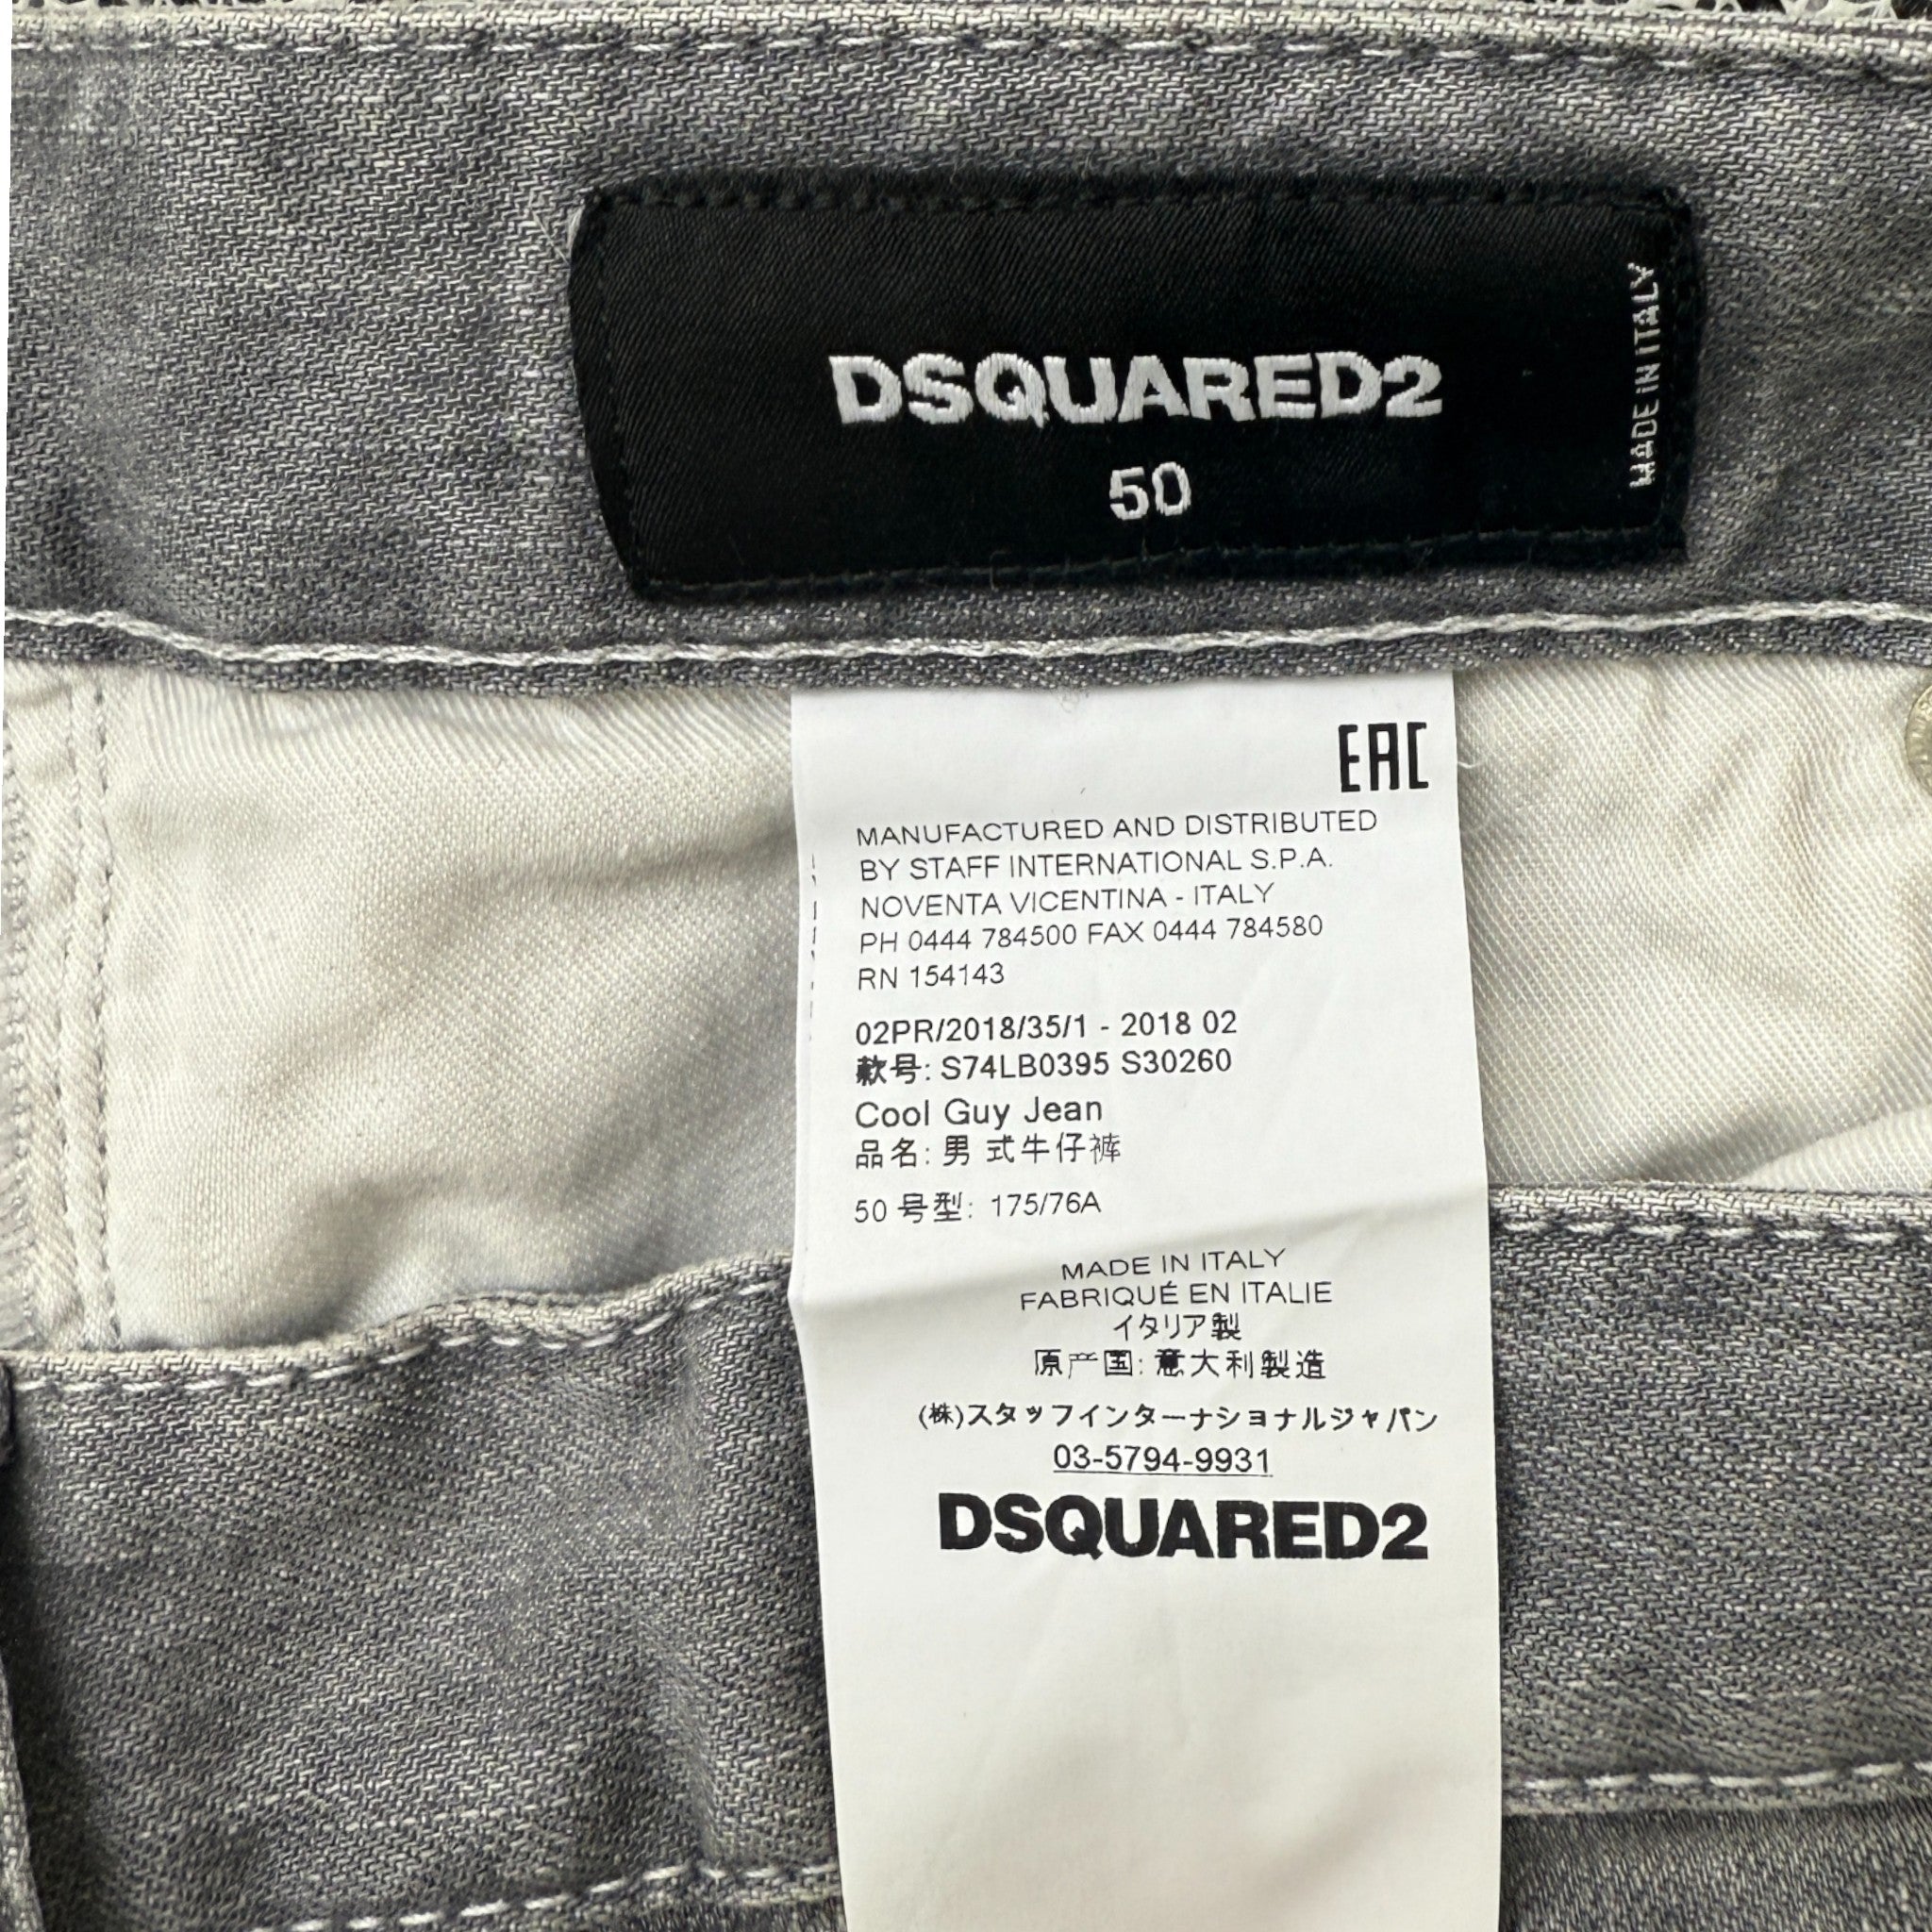 DSQUARED2
50
MADE IN ITALY
EAC
MANUFACTURED AND DISTRIBUTED
BY STAFF INTERNATIONAL S.P.A.
NOVENTA VICENTINA - ITALY
PH 0444 784500 FAX 0444 784580
RN 154143
02PR/2018/35/1 - 2018 02
款号: S74LB0395 S30260
Cool Guy Jean
品名: 男 式牛仔裤
50 号型: 175/76A
MADE IN ITALY
FABRIQUÉ EN ITALIE
イタリア製
原产国: 意大利製造
(株)スタッフインターナショナルジャパン
03-5794-9931
DSQUARED2